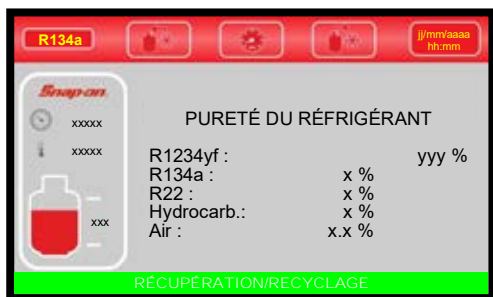 R134a
jj/mm/aaaa
hh:mm
Snap-on
xxxxx
xxxxx
xxx
PURETÉ DU RÉFRIGÉRANT
R1234yf : yyy %
R134a : x %
R22 : x %
Hydrocarb.: x %
Air : x.x %
RÉCUPÉRATION/RECYCLAGE